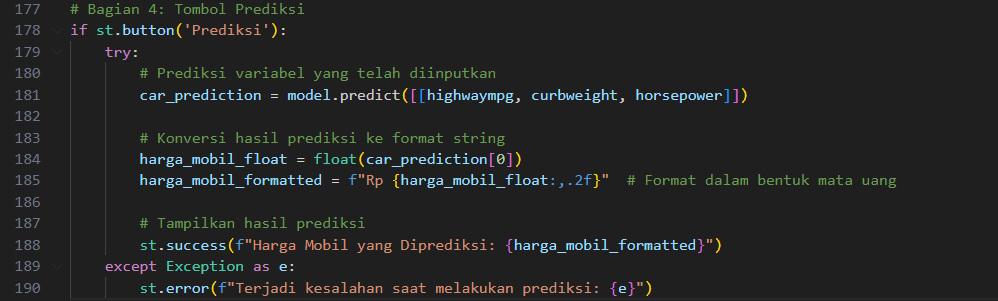 177 # Bagian 4: Tombol Prediksi
178 if st.button('Prediksi'):
179     try:
180         # Prediksi variabel yang telah diinputkan
181         car_prediction = model.predict([[highwaympg, curbweight, horsepower]])
182
183         # Konversi hasil prediksi ke format string
184         harga_mobil_float = float(car_prediction[0])
185         harga_mobil_formatted = f"Rp {harga_mobil_float:,.2f}"  # Format dalam bentuk mata uang
186
187         # Tampilkan hasil prediksi
188         st.success(f"Harga Mobil yang Diprediksi: {harga_mobil_formatted}")
189     except Exception as e:
190         st.error(f"Terjadi kesalahan saat melakukan prediksi: {e}")